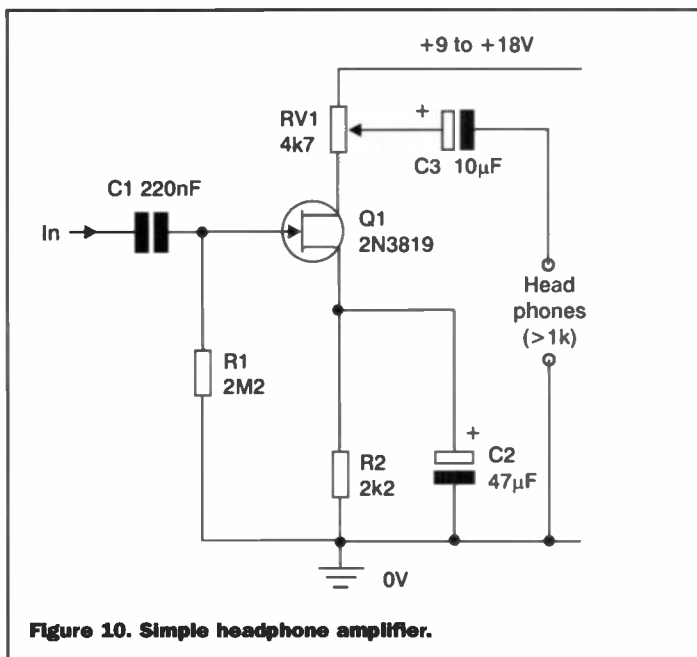 +9 to +18V
RV1
4k7
+
C3 10µF
C1 220nF
In
Q1
2N3819
Head
phones
(>1k)
R1
2M2
+
R2
2k2
C2
47µF
0V
Figure 10. Simple headphone amplifier.